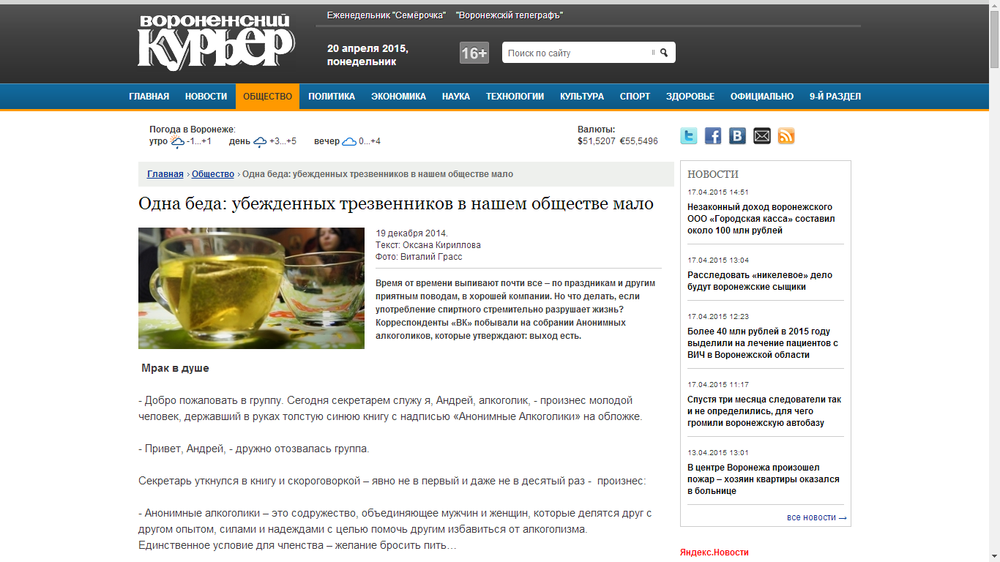 воронежский
курьер
Еженедельник "Семёрочка" "Воронежскій телеграфъ"
20 апреля 2015,
понедельник
16+
Поиск по сайту
ГЛАВНАЯ НОВОСТИ ОБЩЕСТВО ПОЛИТИКА ЭКОНОМИКА НАУКА ТЕХНОЛОГИИ КУЛЬТУРА СПОРТ ЗДОРОВЬЕ ОФИЦИАЛЬНО 9-Й РАЗДЕЛ
Погода в Воронеже:
утро -1...+1 день +3...+5 вечер 0...+4
Валюты:
$51,5207 €55,5496
Главная › Общество › Одна беда: убежденных трезвенников в нашем обществе мало
Одна беда: убежденных трезвенников в нашем обществе мало
19 декабря 2014.
Текст: Оксана Кириллова
Фото: Виталий Грасс
Время от времени выпивают почти все – по праздникам и другим
приятным поводам, в хорошей компании. Но что делать, если
употребление спиртного стремительно разрушает жизнь?
Корреспонденты «ВК» побывали на собрании Анонимных
алкоголиков, которые утверждают: выход есть.
Мрак в душе
- Добро пожаловать в группу. Сегодня секретарем служу я, Андрей, алкоголик, - произнес молодой
человек, державший в руках толстую синюю книгу с надписью «Анонимные Алкоголики» на обложке.
- Привет, Андрей, - дружно отозвалась группа.
Секретарь уткнулся в книгу и скороговоркой – явно не в первый и даже не в десятый раз - произнес:
- Анонимные алкоголики – это содружество, объединяющее мужчин и женщин, которые делятся друг с
другом опытом, силами и надеждами с целью помочь другим избавиться от алкоголизма.
Единственное условие для членства – желание бросить пить…
НОВОСТИ
17.04.2015 14:51
Незаконный доход воронежского
ООО «Городская касса» составил
около 100 млн рублей
17.04.2015 13:04
Расследовать «никелевое» дело
будут воронежские сыщики
17.04.2015 12:23
Более 40 млн рублей в 2015 году
выделили на лечение пациентов с
ВИЧ в Воронежской области
17.04.2015 11:17
Спустя три месяца следователи так
и не определились, для чего
громили воронежскую автобазу
13.04.2015 13:01
В центре Воронежа произошел
пожар – хозяин квартиры оказался
в больнице
все новости →
Яндекс.Новости